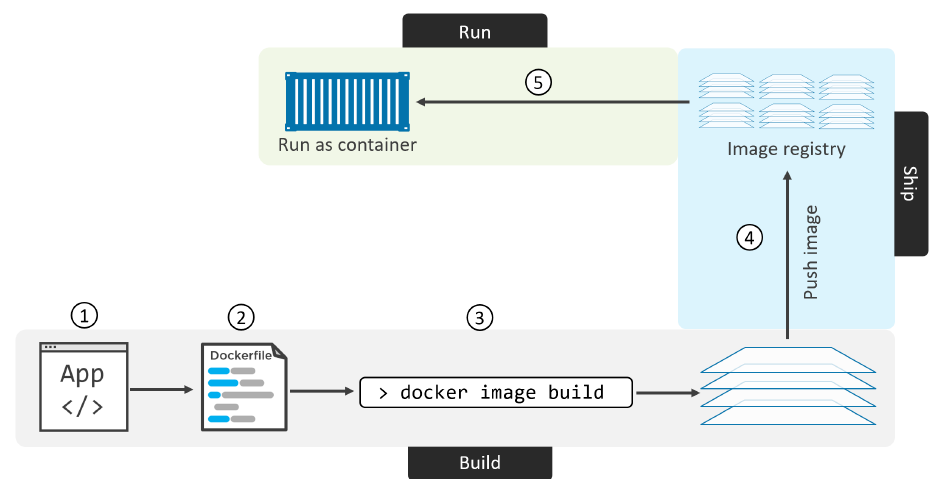 Run
5
Run as container
Image registry
Ship
4
Push image
1
2
3
App
</>
Dockerfile
> docker image build
Build